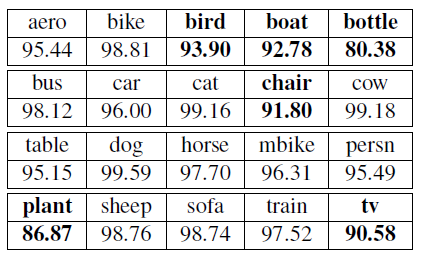 aero bike bird boat bottle
95.44 98.81 93.90 92.78 80.38
bus car cat chair cow
98.12 96.00 99.16 91.80 99.18
table dog horse mbike persn
95.15 99.59 97.70 96.31 95.49
plant sheep sofa train tv
86.87 98.76 98.74 97.52 90.58